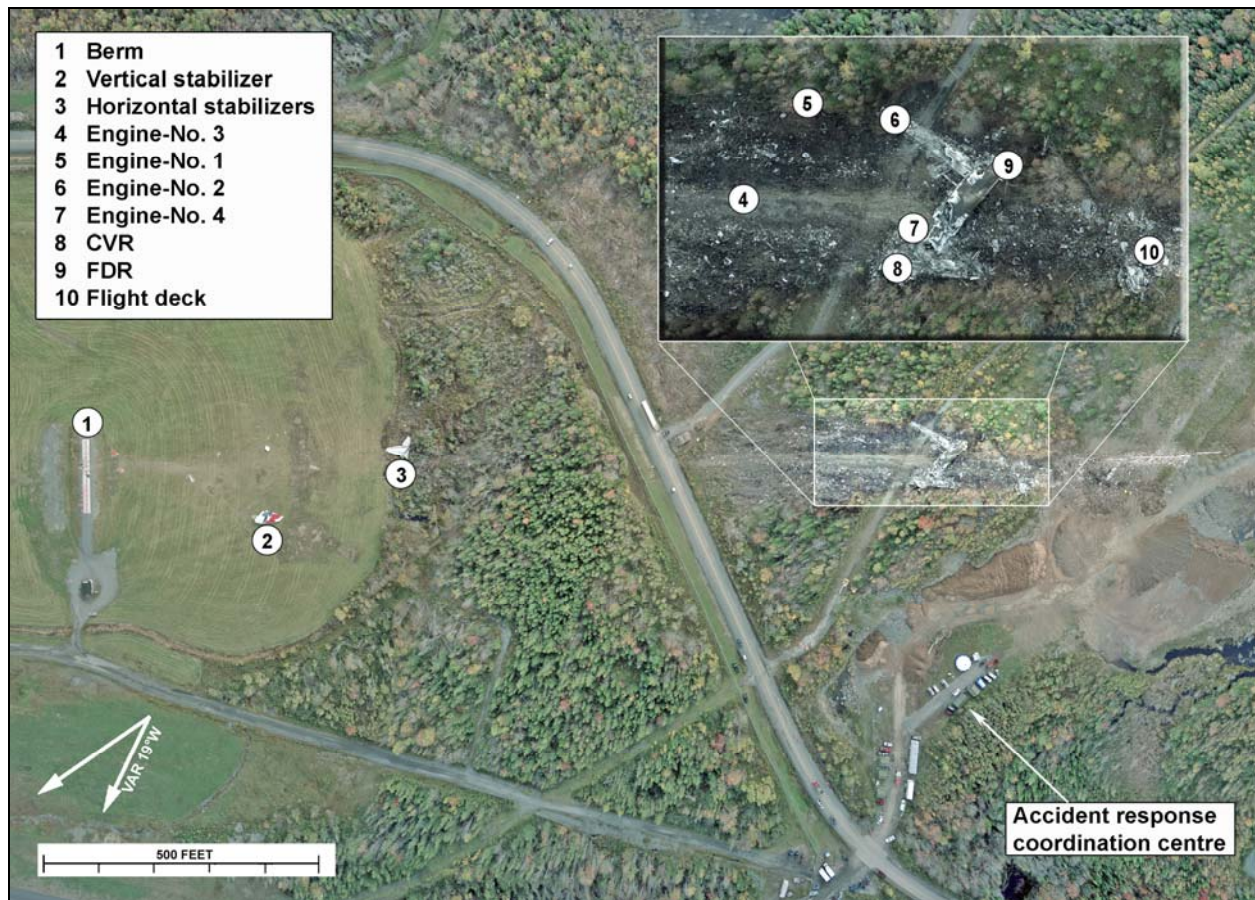 1 Berm
2 Vertical stabilizer
3 Horizontal stabilizers
4 Engine-No. 3
5 Engine-No. 1
6 Engine-No. 2
7 Engine-No. 4
8 CVR
9 FDR
10 Flight deck
5
6
9
4
7
10
8
1
3
2
VAR 19°W
500 FEET
Accident response
coordination centre